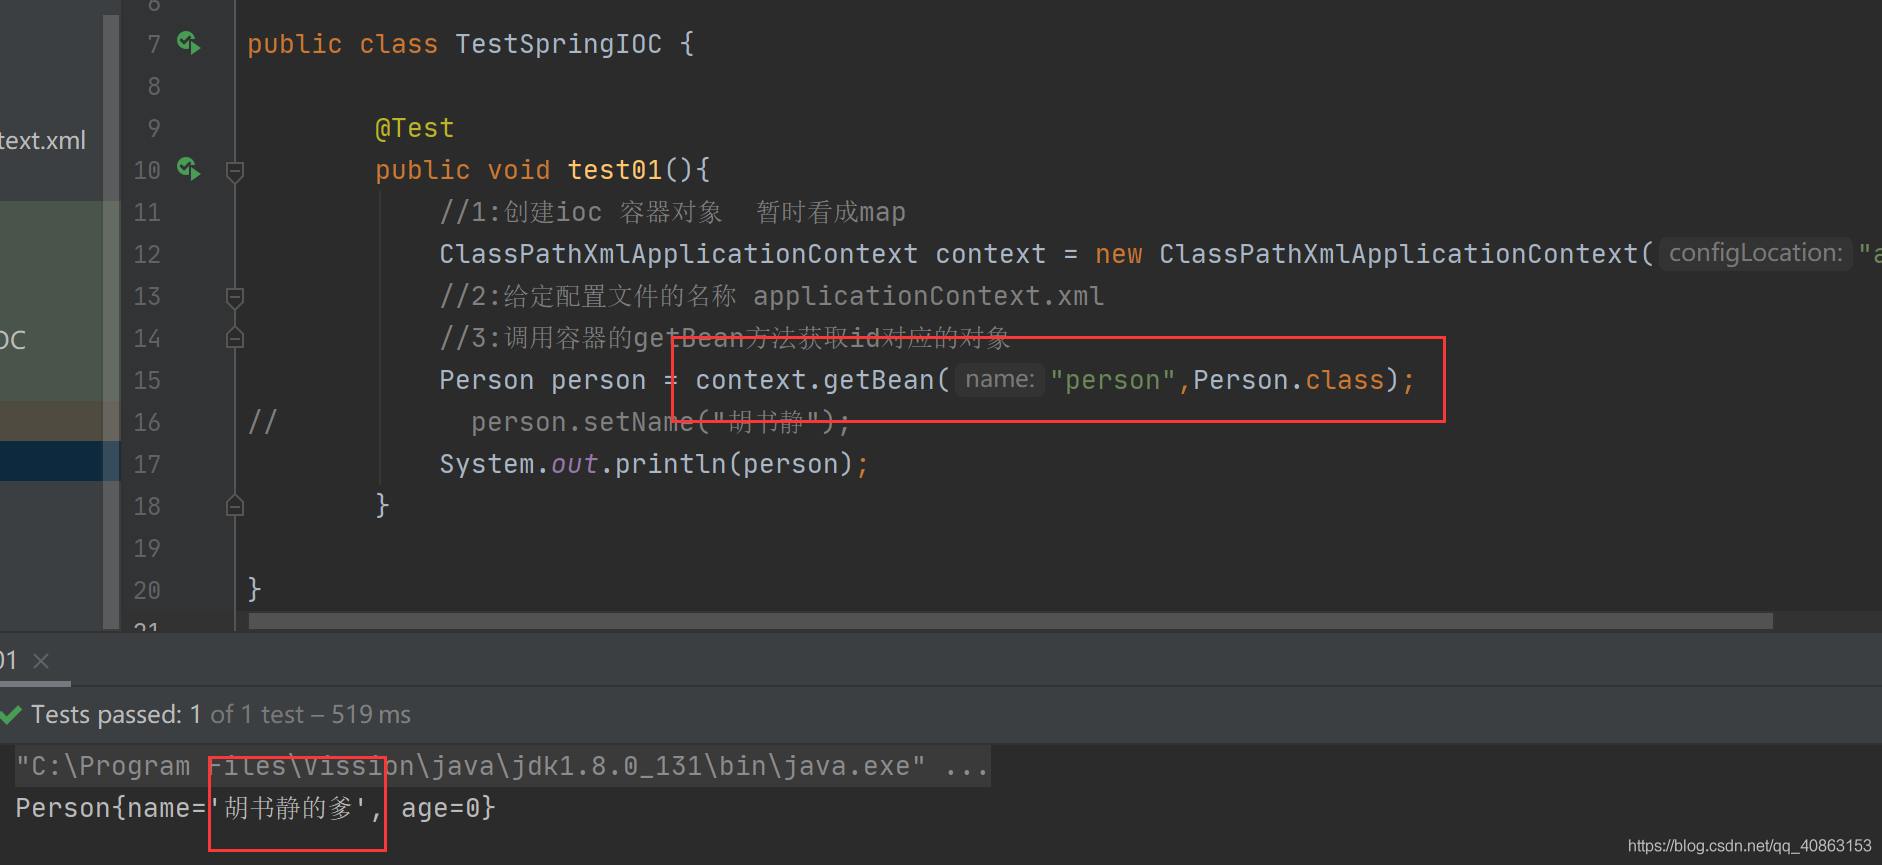 6
7 public class TestSpringIOC {
8
9 @Test
text.xml
10 public void test01(){
11 //1:创建ioc 容器对象 暂时看成map
12 ClassPathXmlApplicationContext context = new ClassPathXmlApplicationContext( configLocation: "a
13 //2:给定配置文件的名称 applicationContext.xml
14 //3:调用容器的getBean方法获取id对应的对象
OC
15 Person person = context.getBean( name: "person",Person.class);
16 // person.setName("胡书静");
17 System.out.println(person);
18 }
19
20 }
21
01 ×
Tests passed: 1 of 1 test – 519 ms
"C:\Program Files\Vission\java\jdk1.8.0_131\bin\java.exe" ...
Person{name='胡书静的爹', age=0}
https://blog.csdn.net/qq_40863153